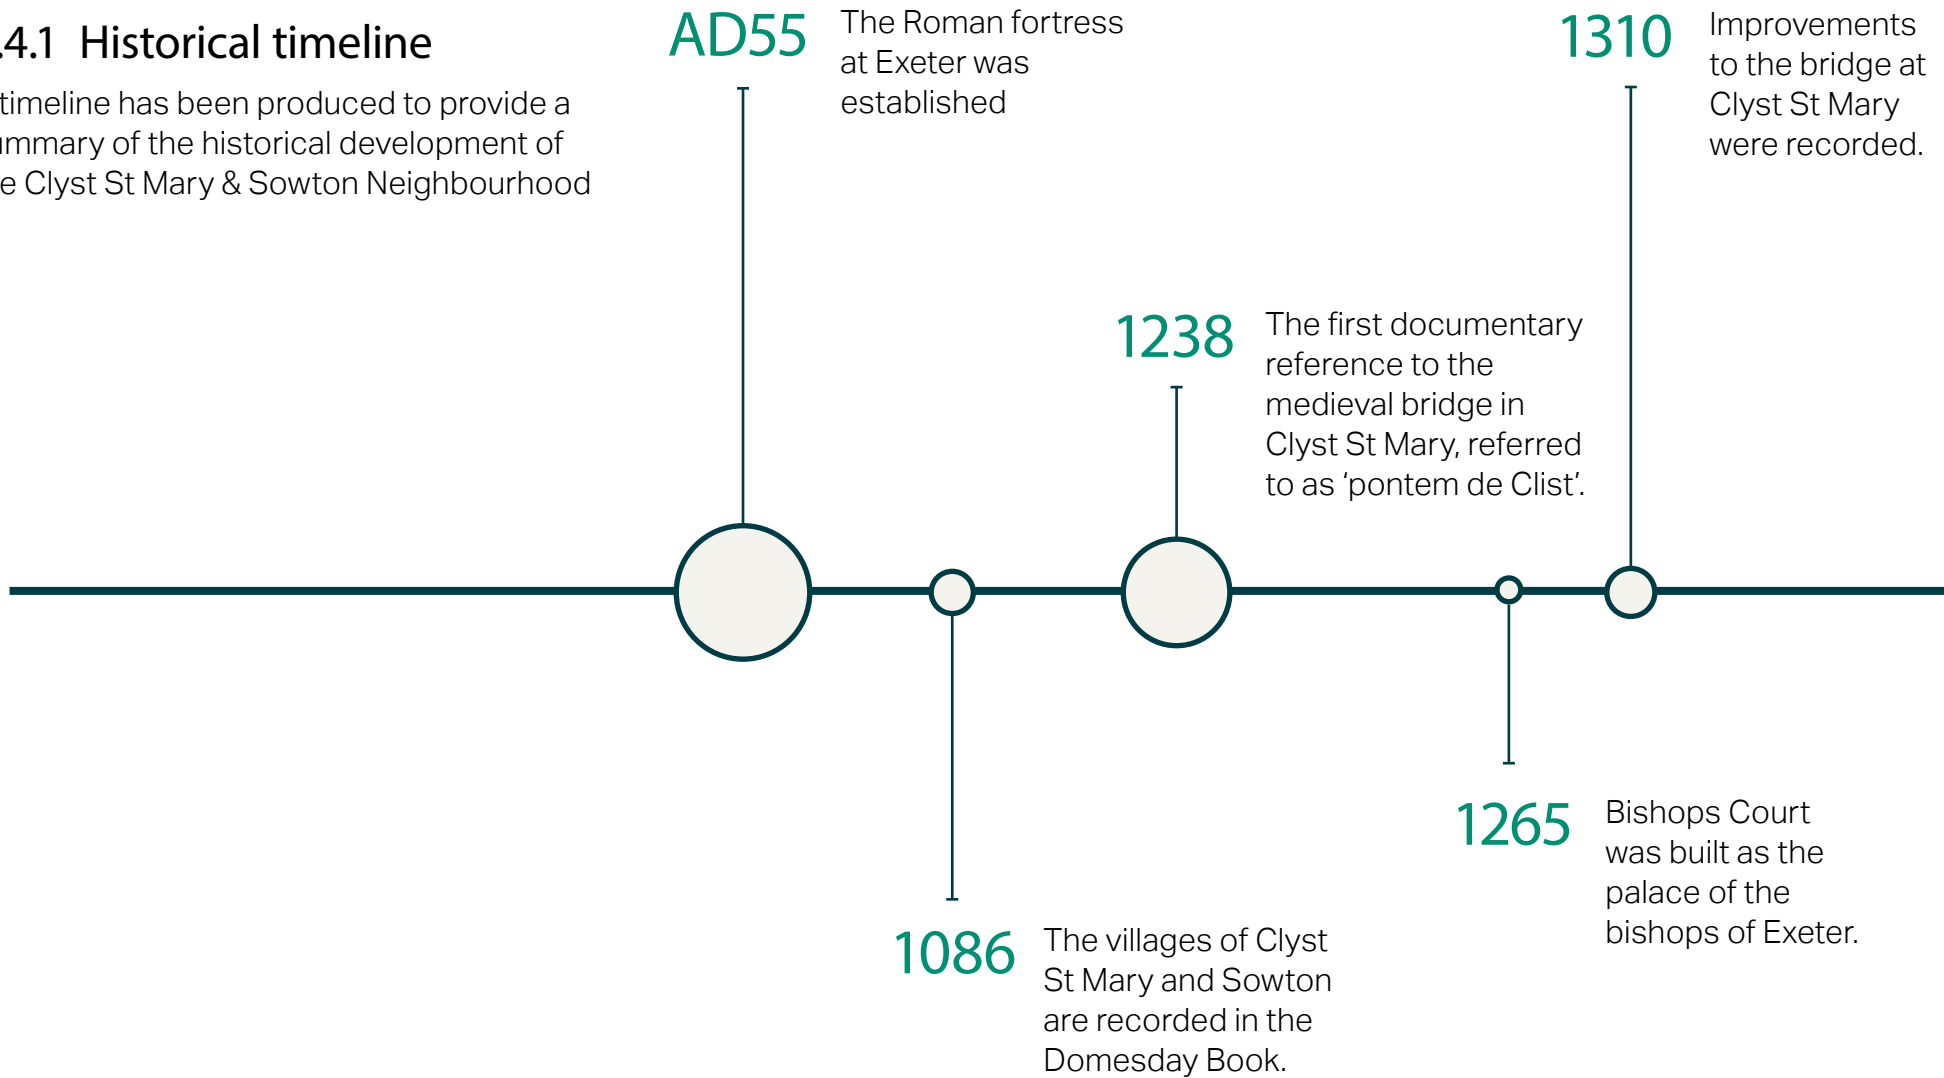 .4.1 Historical timeline
timeline has been produced to provide a
ummary of the historical development of
e Clyst St Mary & Sowton Neighbourhood
AD55
The Roman fortress
at Exeter was
established
1086
The villages of Clyst
St Mary and Sowton
are recorded in the
Domesday Book.
1238
The first documentary
reference to the
medieval bridge in
Clyst St Mary, referred
to as ‘pontem de Clist’.
1265
Bishops Court
was built as the
palace of the
bishops of Exeter.
1310
Improvements
to the bridge at
Clyst St Mary
were recorded.